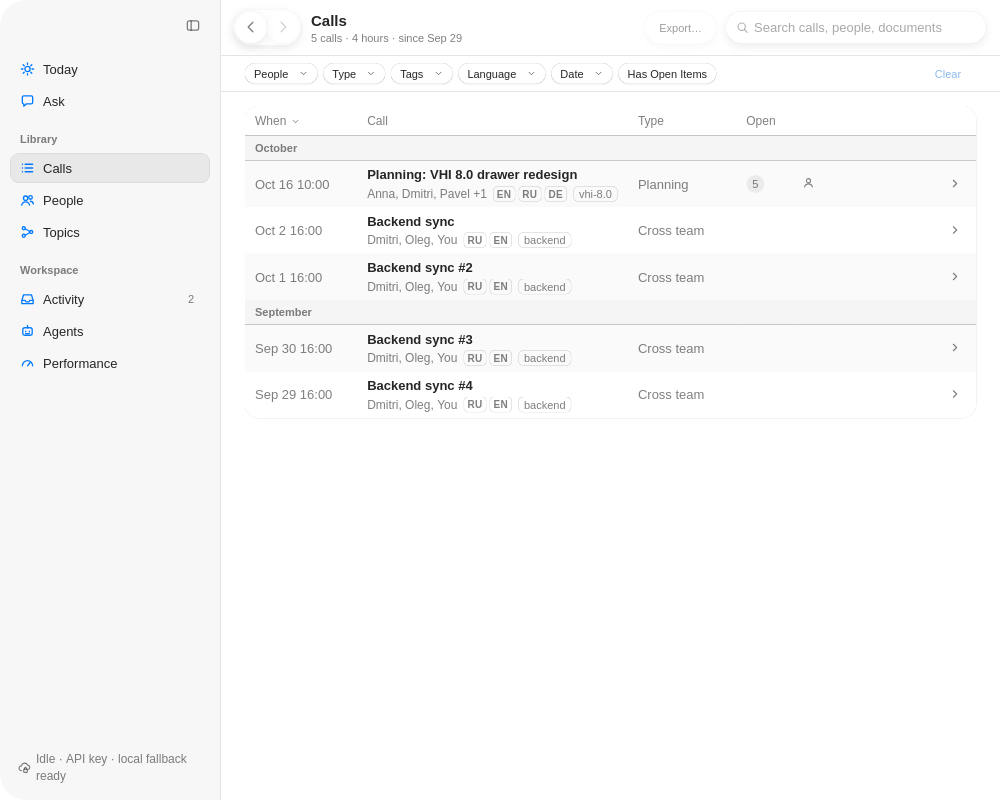 Calls
5 calls · 4 hours · since Sep 29
Export…
Search calls, people, documents
Today
Ask
Library
Calls
People
Topics
Workspace
Activity 2
Agents
Performance
Idle · API key · local fallback
ready
People Type Tags Language Date Has Open Items Clear
When Call Type Open
October
Oct 16 10:00 Planning: VHI 8.0 drawer redesign Planning 5
Anna, Dmitri, Pavel +1 EN RU DE vhi-8.0
Oct 2 16:00 Backend sync Cross team
Dmitri, Oleg, You RU EN backend
Oct 1 16:00 Backend sync #2 Cross team
Dmitri, Oleg, You RU EN backend
September
Sep 30 16:00 Backend sync #3 Cross team
Dmitri, Oleg, You RU EN backend
Sep 29 16:00 Backend sync #4 Cross team
Dmitri, Oleg, You RU EN backend